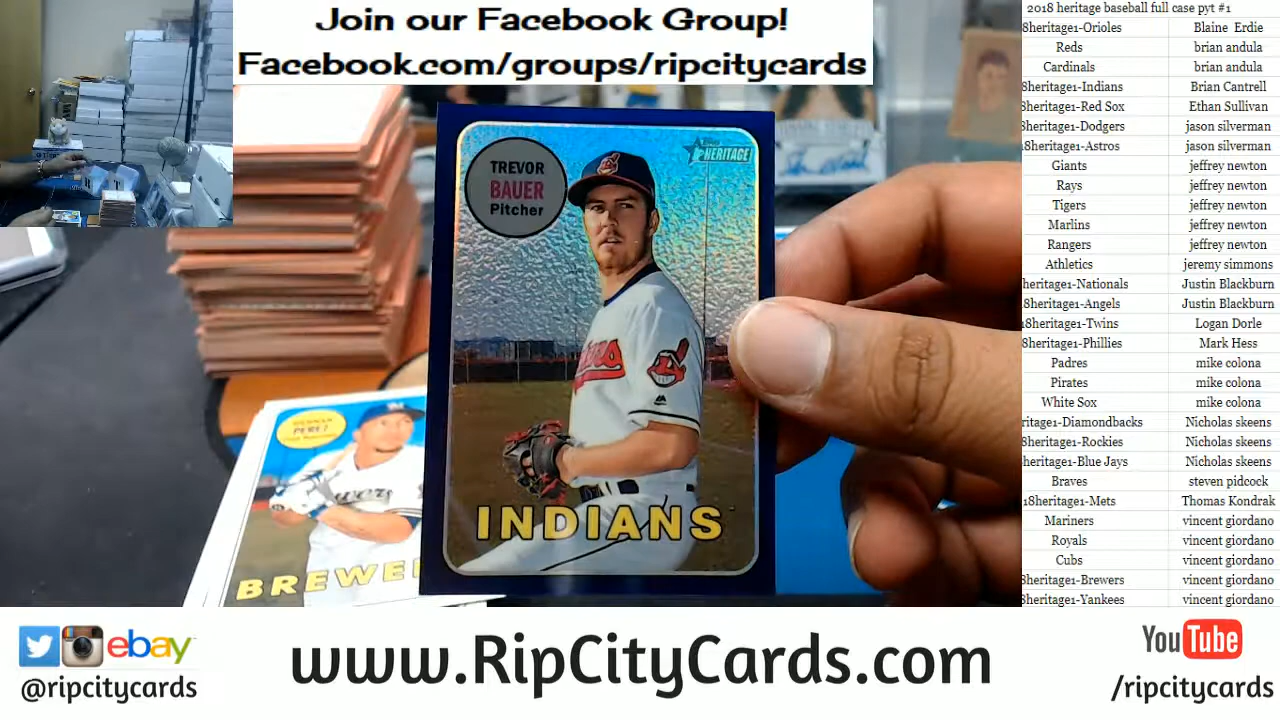 Join our Facebook Group!
Facebook.com/groups/ripcitycards
2018 heritage baseball full case pyt #1
8heritage1-Orioles Blaine Erdie
Reds brian andula
Cardinals brian andula
8heritage1-Indians Brian Cantrell
8heritage1-Red Sox Ethan Sullivan
8heritage1-Dodgers jason silverman
18heritage1-Astros jason silverman
Giants jeffrey newton
Rays jeffrey newton
Tigers jeffrey newton
Marlins jeffrey newton
Rangers jeffrey newton
Athletics jeremy simmons
heritage1-Nationals Justin Blackburn
8heritage1-Angels Justin Blackburn
18heritage1-Twins Logan Dorle
8heritage1-Phillies Mark Hess
Padres mike colona
Pirates mike colona
White Sox mike colona
ritage1-Diamondbacks Nicholas skeens
8heritage1-Rockies Nicholas skeens
heritage1-Blue Jays Nicholas skeens
Braves steven pidcock
18heritage1-Mets Thomas Kondrak
Mariners vincent giordano
Royals vincent giordano
Cubs vincent giordano
8heritage1-Brewers vincent giordano
8heritage1-Yankees vincent giordano
TREVOR
BAUER
Pitcher
HERITAGE
INDIANS
PEREZ
BREWE
ebay
@ripcitycards
www.RipCityCards.com
YouTube
/ripcitycards